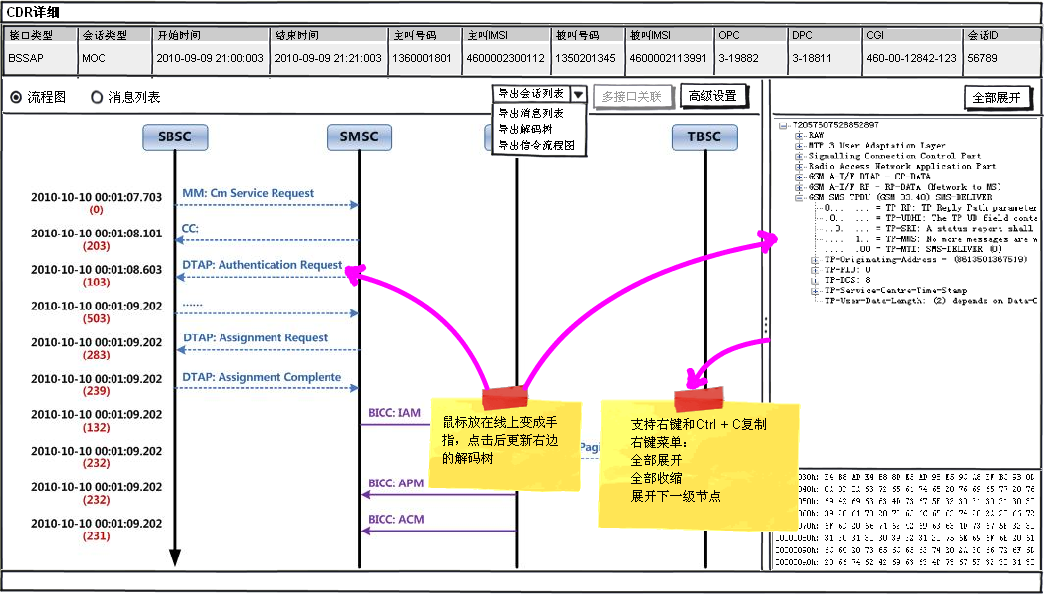 CDR详细
接口类型 会话类型 开始时间 结束时间 主叫号码 主叫IMSI 被叫号码 被叫IMSI OPC DPC CGI 会话ID
BSSAP MOC 2010-09-09 21:00:003 2010-09-09 21:21:003 1360001801 4600002300112 1350201345 4600002113991 3-19882 3-18811 460-00-12842-123 56789
流程图 消息列表 导出会话列表 多接口关联 高级设置 全部展开
导出消息列表
导出解码树
导出信令流程图
SBSC SMSC TBSC
2010-10-10 00:01:07.703 MM: Cm Service Request
(0)
2010-10-10 00:01:08.101 CC:
(203)
2010-10-10 00:01:08.603 DTAP: Authentication Request
(103)
2010-10-10 00:01:09.202 ......
(503)
2010-10-10 00:01:09.202 DTAP: Assignment Request
(283)
2010-10-10 00:01:09.202 DTAP: Assignment Complente
(239)
2010-10-10 00:01:09.202 BICC: IAM
(132)
2010-10-10 00:01:09.202 Pagi
(232)
2010-10-10 00:01:09.202 BICC: APM
(232)
2010-10-10 00:01:09.202 BICC: ACM
(231)
鼠标放在线上变成手
指，点击后更新右边
的解码树
支持右键和Ctrl + C复制
右键菜单：
全部展开
全部收缩
展开下一级节点
RAW
MTP 3 User Adaptation Layer
Signalling Connection Control Part
Radio Access Network Application Part
GSM A-I/F DTAP - CP-DATA
GSM A-I/F RP - RP-DATA (Network to MS)
GSM SMS TPDU (GSM 03.40) SMS-DELIVER
0... .... = TP-RP: TP Reply Path parameter
.0.. .... = TP-UDHI: The TP UD field conta
..0. .... = TP-SRI: A status report shall
.... .1.. = TP-MMS: No more messages are w
.... ..00 = TP-MTI: SMS-DELIVER (0)
TP-Originating-Address - (8613501367519)
TP-PID: 0
TP-DCS: 8
TP-Service-Centre-Time-Stamp
TP-User-Data-Length: (2) depends on Data-C